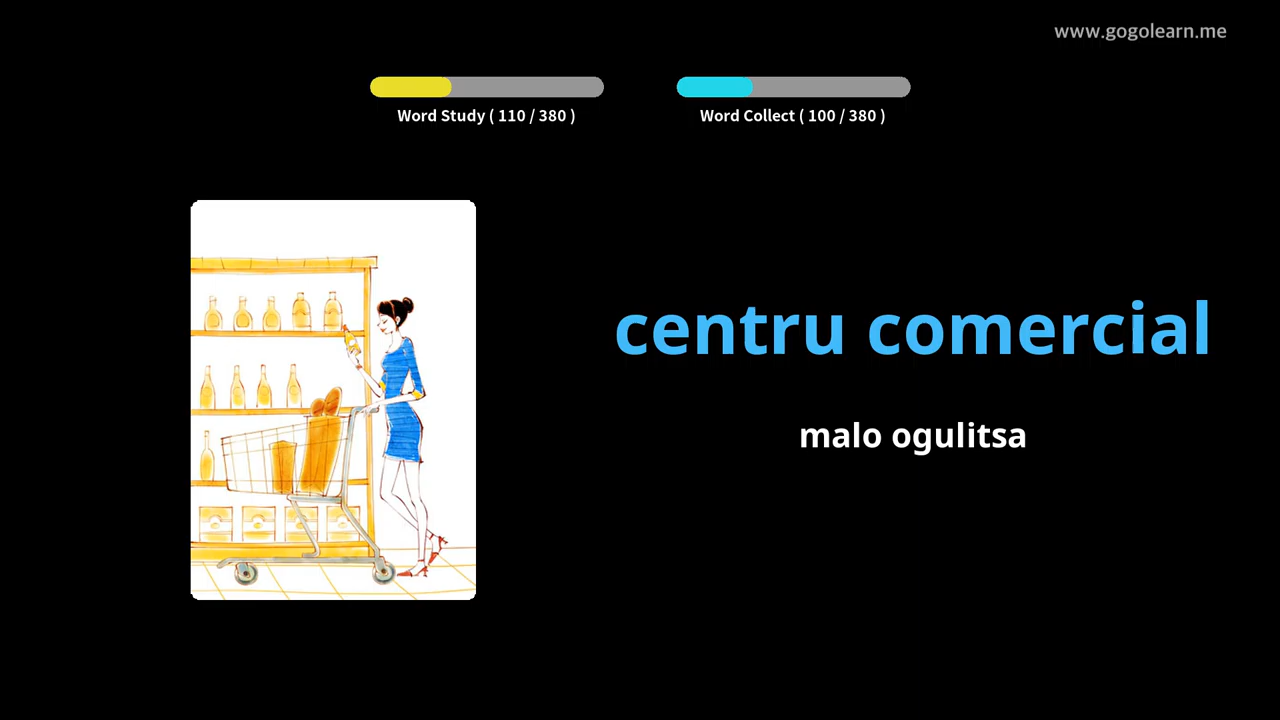 www.gogolearn.me
Word Study ( 110 / 380 )
Word Collect ( 100 / 380 )
centru comercial
malo ogulitsa